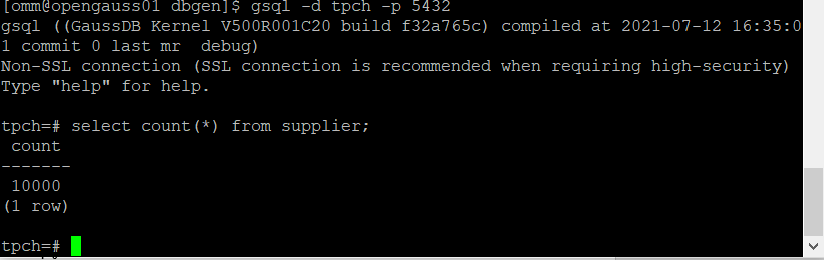 [omm@opengauss01 dbgen]$ gsql -d tpch -p 5432
gsql ((GaussDB Kernel V500R001C20 build f32a765c) compiled at 2021-07-12 16:35:0
1 commit 0 last mr  debug)
Non-SSL connection (SSL connection is recommended when requiring high-security)
Type "help" for help.

tpch=# select count(*) from supplier;
 count
-------
 10000
(1 row)

tpch=#